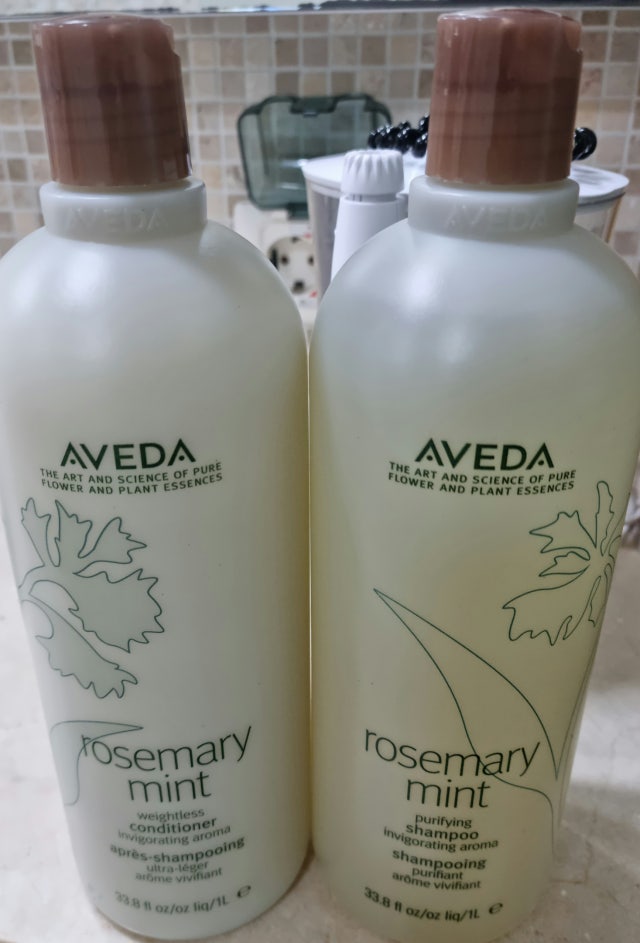 AVEDA
AVEDA
THE ART AND SCIENCE OF PURE
FLOWER AND PLANT ESSENCES
rosemary
mint
weightless
conditioner
invigorating aroma
après-shampooing
ultra-léger
arôme vivifiant
33.8 fl oz/oz liq/1L ℮
AVEDA
AVEDA
THE ART AND SCIENCE OF PURE
FLOWER AND PLANT ESSENCES
rosemary
mint
purifying
shampoo
invigorating aroma
shampooing
purifiant
arôme vivifiant
33.8 fl oz/oz liq/1L ℮